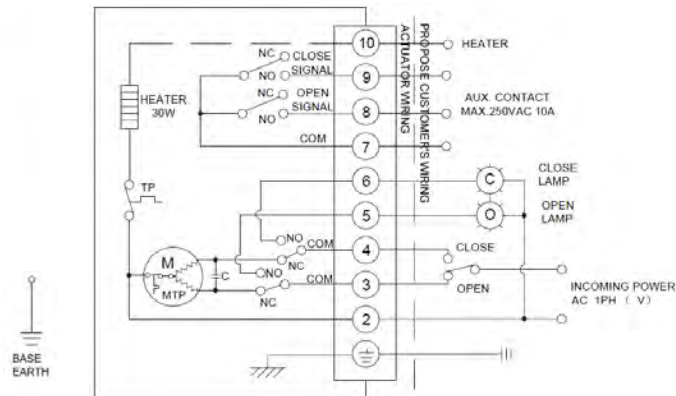 NC CLOSE
NO SIGNAL
NC OPEN
NO SIGNAL
COM
HEATER
30W
TP
M
MTP
C
NO
COM
NC
NO
COM
NC
10
9
8
7
6
5
4
3
2
ACTUATOR WIRING
PROPOSE CUSTOMER'S WIRING
HEATER
AUX. CONTACT
MAX.250VAC 10A
C
CLOSE
LAMP
O
OPEN
LAMP
CLOSE
OPEN
INCOMING POWER
AC 1PH ( V)
BASE
EARTH